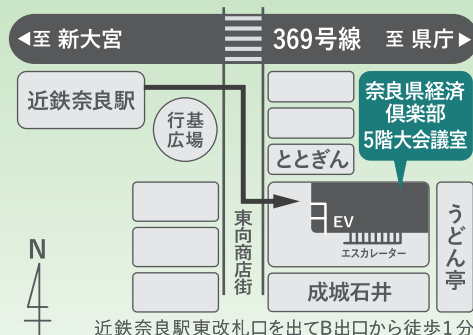 ◀至 新大宮
369号線 至 県庁▶
近鉄奈良駅
行基
広場
ととぎん
奈良県経済
倶楽部
5階大会議室
EV
エスカレーター
東向商店街
うどん亭
成城石井
N
近鉄奈良駅東改札口を出てB出口から徒歩1分